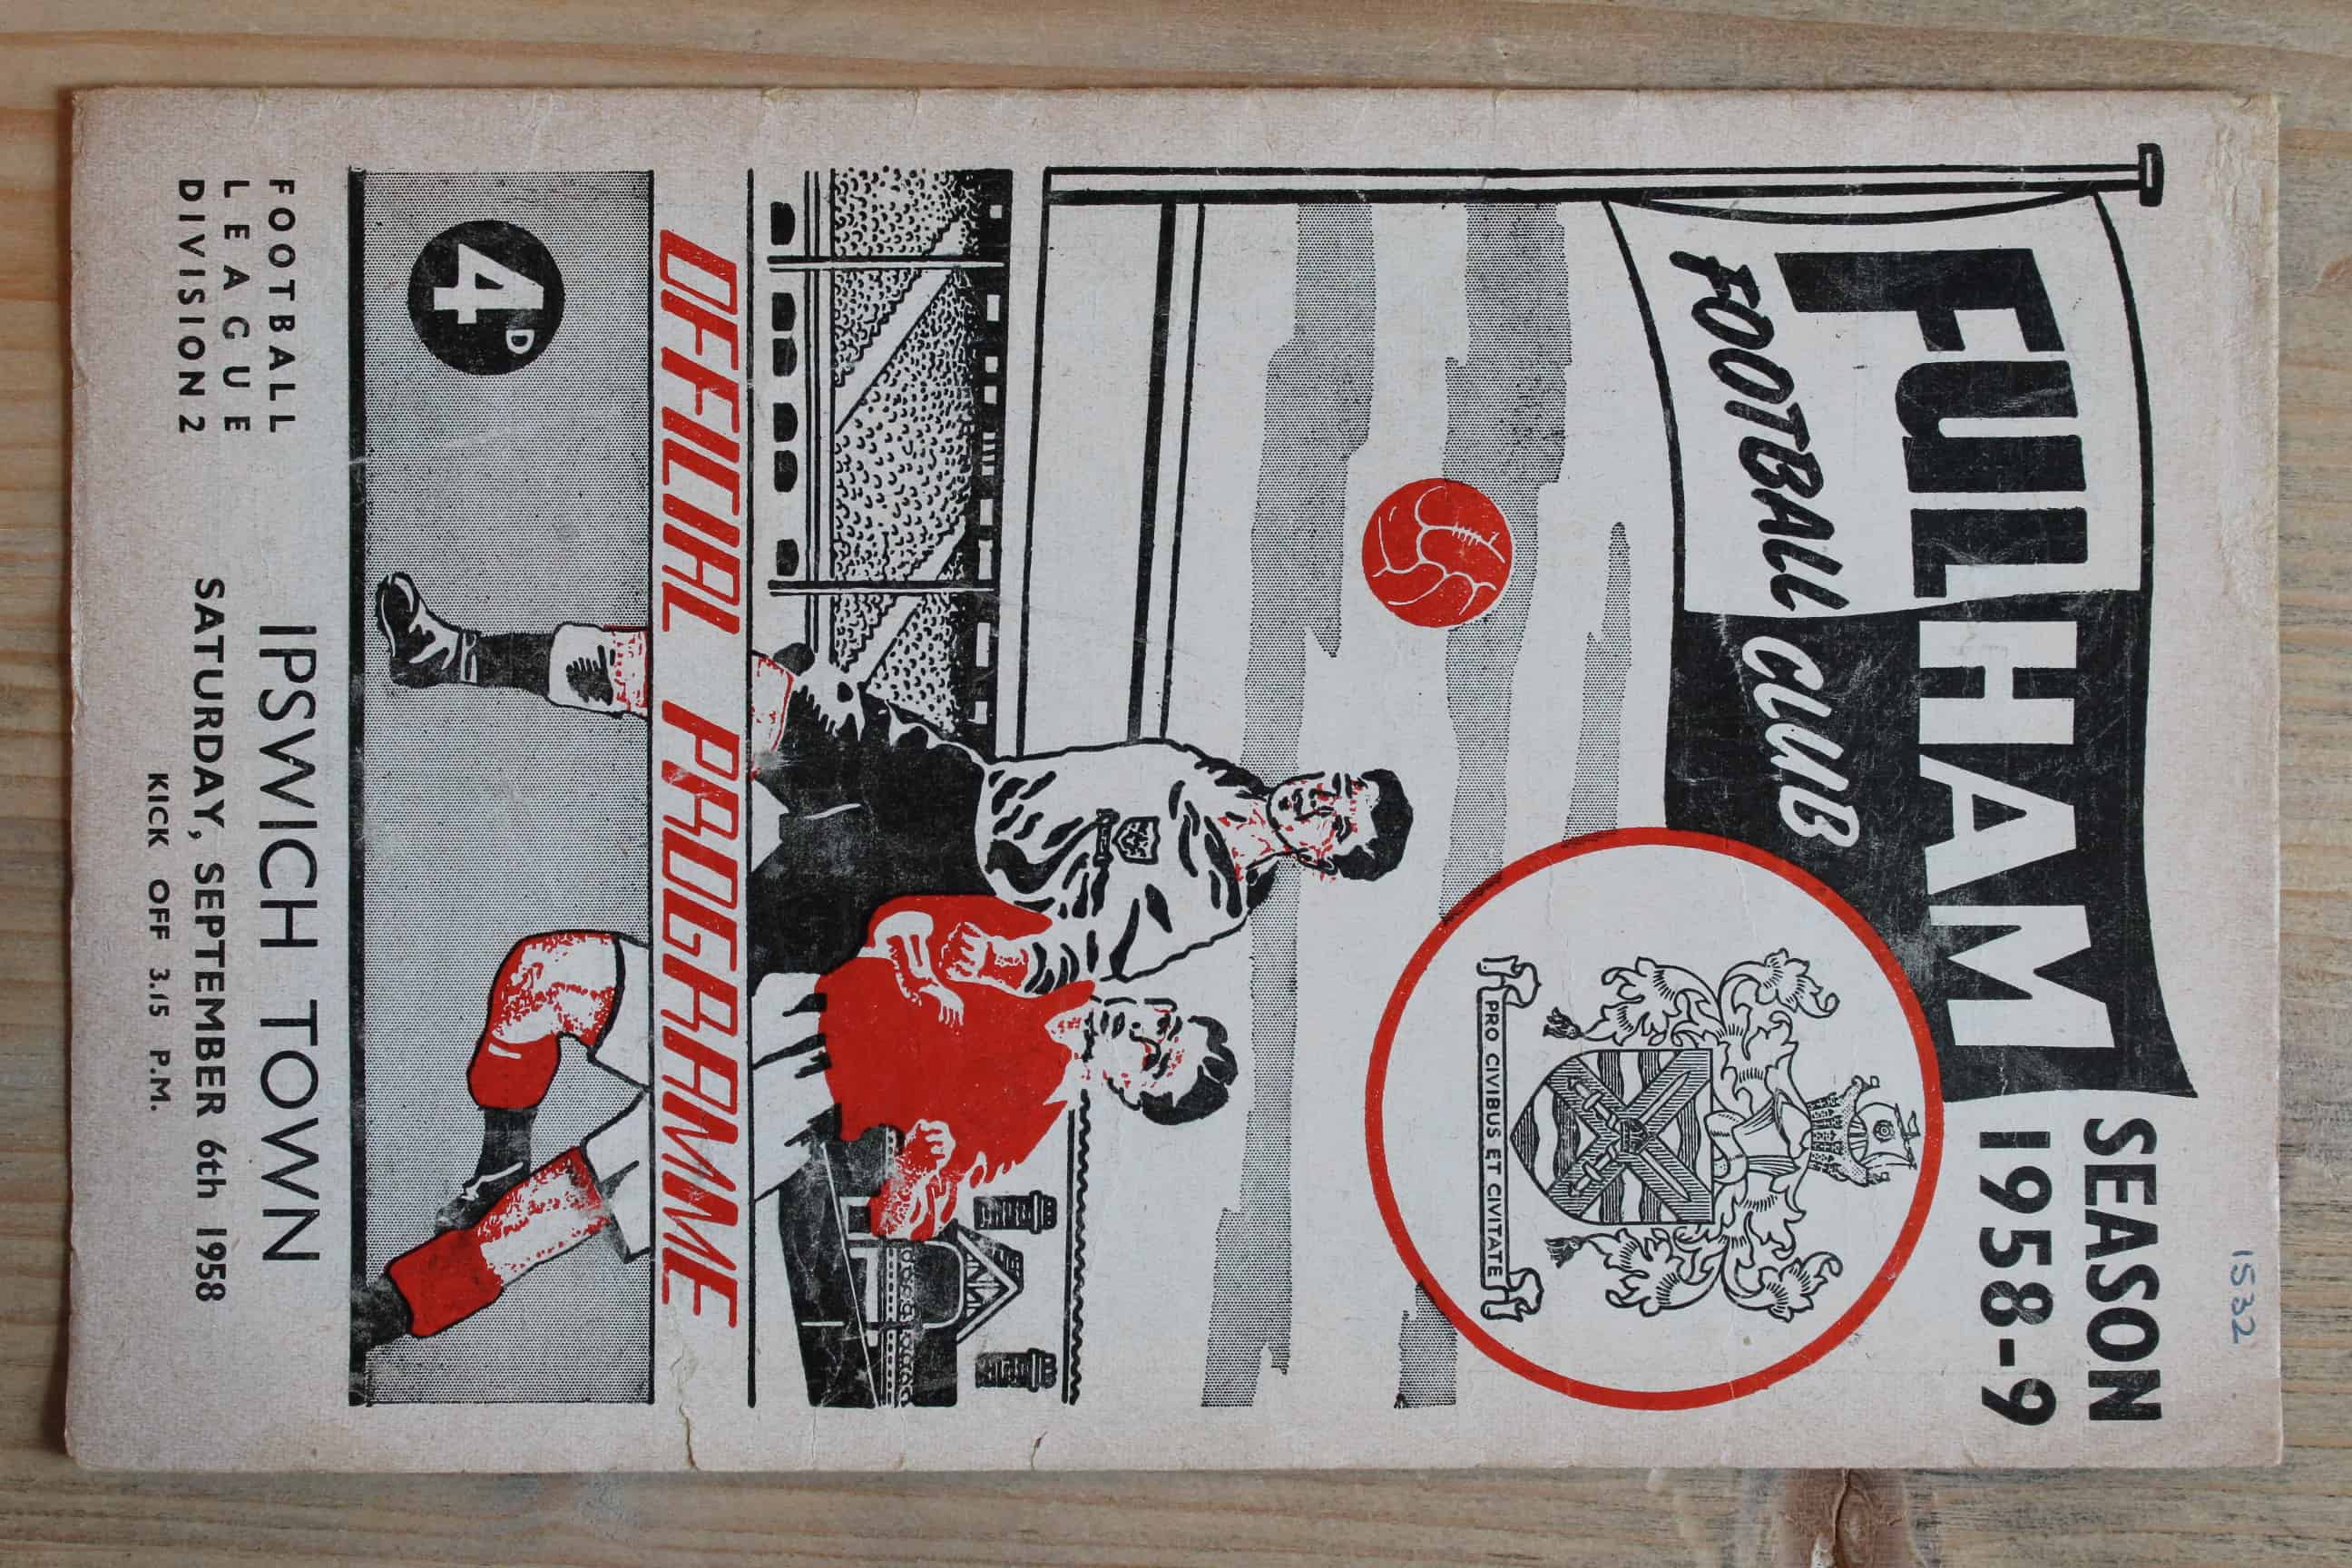 1532
SEASON
1958-9
FULHAM
FOOTBALL CLUB
PRO CIVIBUS ET CIVITATE
OFFICIAL PROGRAMME
4D
FOOTBALL
LEAGUE
DIVISION 2
IPSWICH TOWN
SATURDAY, SEPTEMBER 6th 1958
KICK OFF 3.15 P.M.